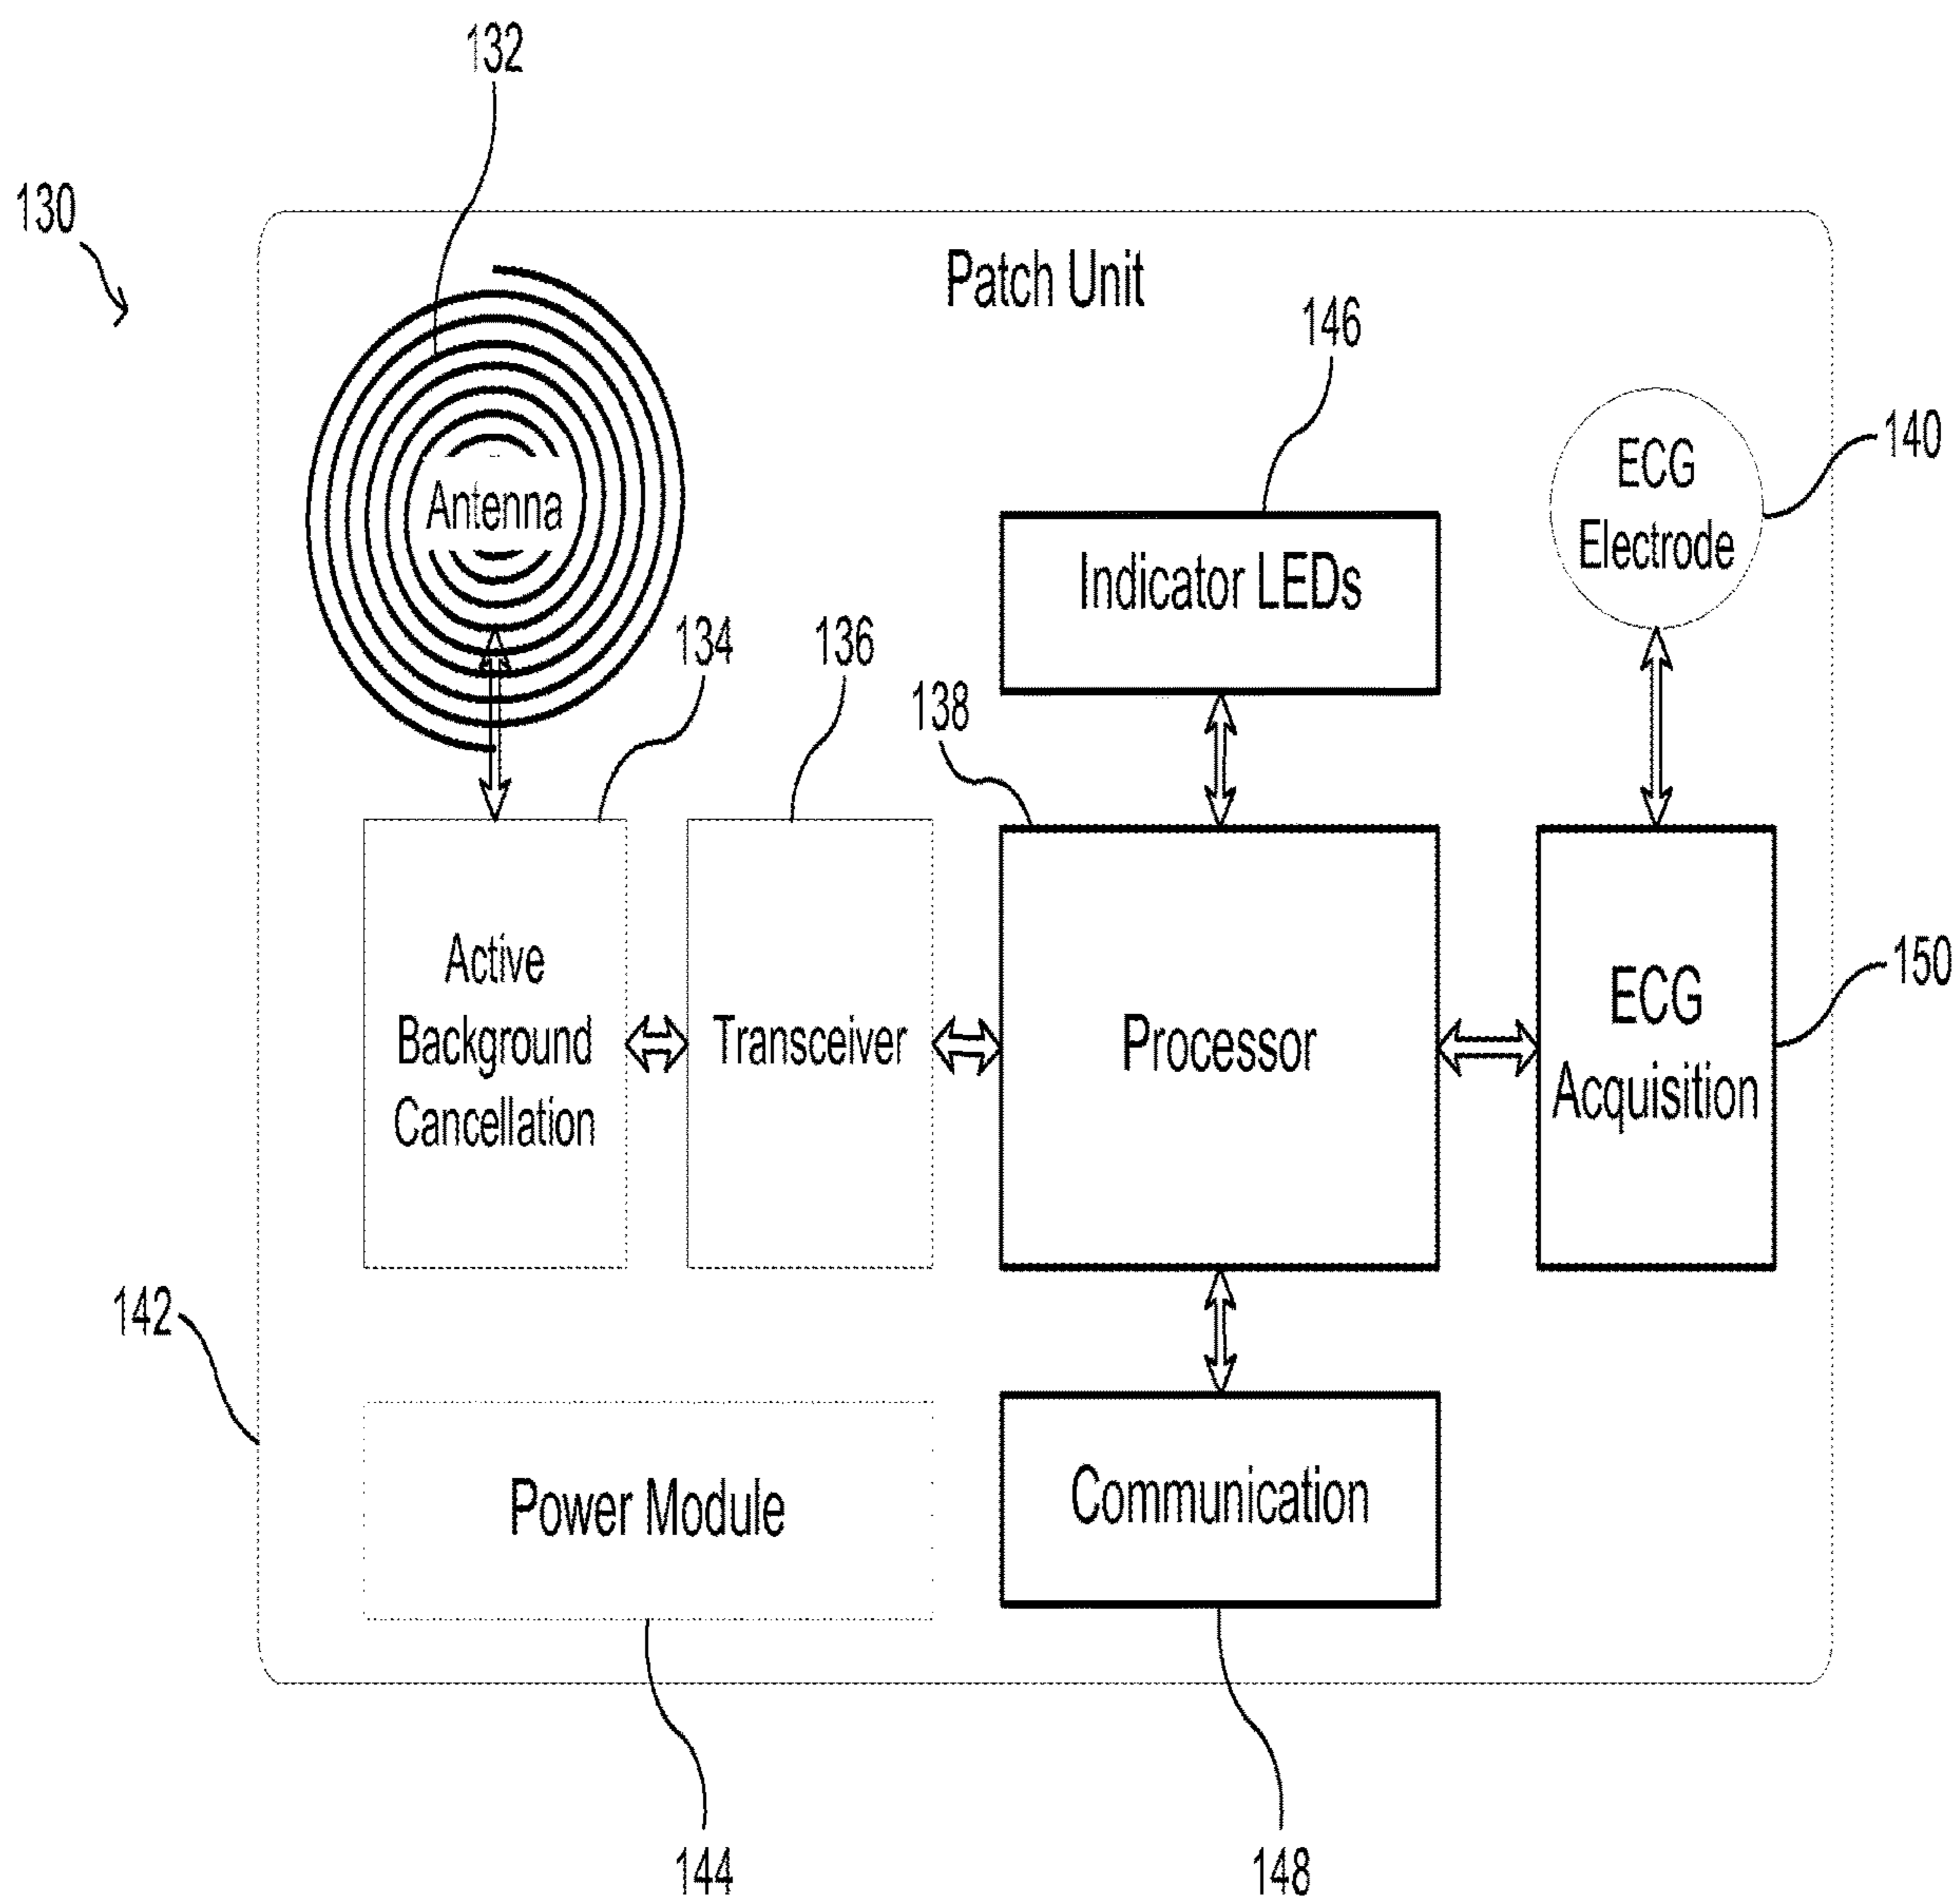 132
130
Patch Unit
146
140
ECG
Electrode
Antenna
Indicator LEDs
134
136
138
Active
Background
Cancellation
Transceiver
Processor
ECG
Acquisition
150
142
Power Module
Communication
144
148